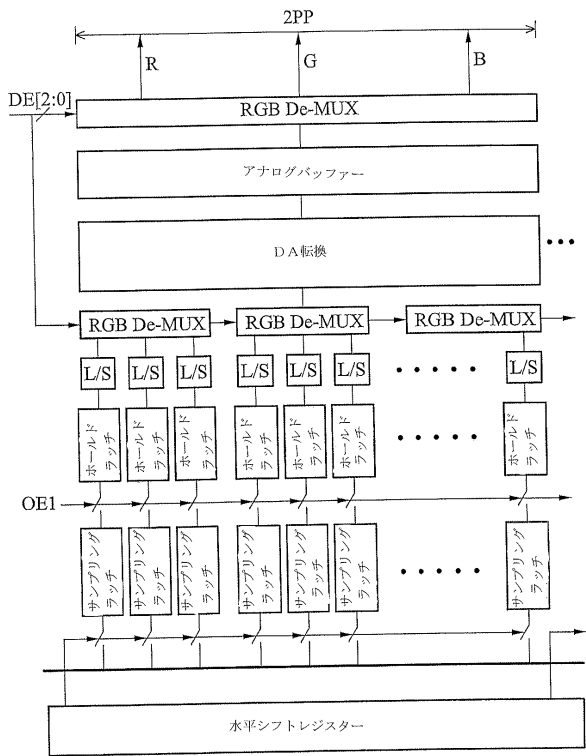 2PP
R
G
B
DE[2:0]
RGB De-MUX
アナログバッファー
DA転換
RGB De-MUX
RGB De-MUX
RGB De-MUX
L/S
L/S
L/S
L/S
L/S
L/S
L/S
ホールド
ラッチ
ホールド
ラッチ
ホールド
ラッチ
ホールド
ラッチ
ホールド
ラッチ
ホールド
ラッチ
ホールド
ラッチ
OE1
サンプリング
ラッチ
サンプリング
ラッチ
サンプリング
ラッチ
サンプリング
ラッチ
サンプリング
ラッチ
サンプリング
ラッチ
サンプリング
ラッチ
水平シフトレジスター